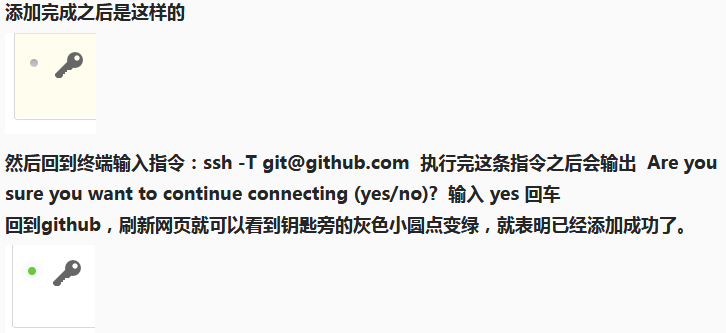 添加完成之后是这样的
然后回到终端输入指令：ssh -T git@github.com 执行完这条指令之后会输出 Are you
sure you want to continue connecting (yes/no)? 输入 yes 回车
回到github，刷新网页就可以看到钥匙旁的灰色小圆点变绿，就表明已经添加成功了。